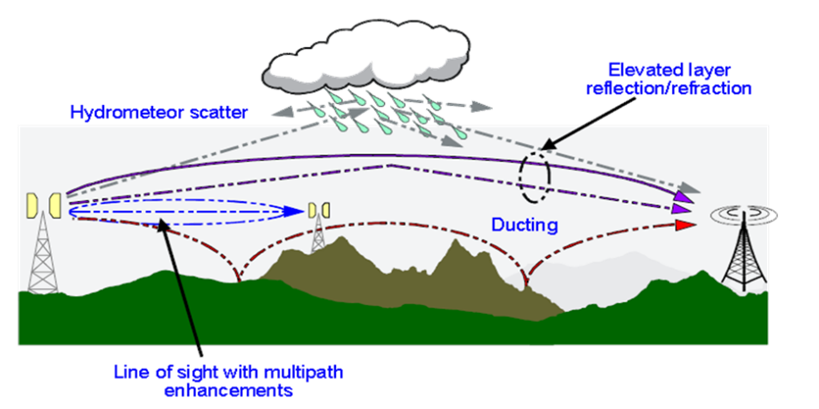 Elevated layer
reflection/refraction
Hydrometeor scatter
Ducting
Line of sight with multipath
enhancements